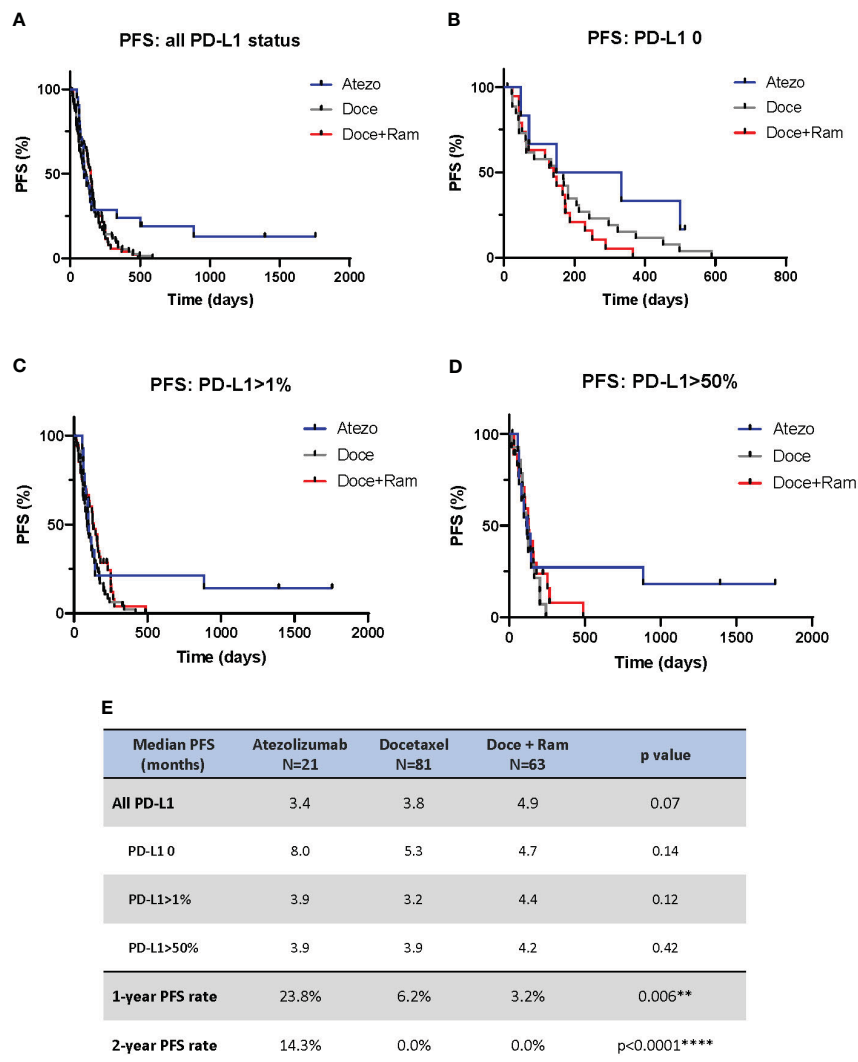 A
PFS: all PD-L1 status
PFS (%)
100
50
0
0 500 1000 1500 2000
Time (days)
Atezo
Doce
Doce+Ram
B
PFS: PD-L1 0
PFS (%)
100
50
0
0 200 400 600 800
Time (days)
Atezo
Doce
Doce+Ram
C
PFS: PD-L1>1%
PFS (%)
100
50
0
0 500 1000 1500 2000
Time (days)
Atezo
Doce
Doce+Ram
D
PFS: PD-L1>50%
PFS (%)
100
50
0
0 500 1000 1500 2000
Time (days)
Atezo
Doce
Doce+Ram
E
Median PFS (months) Atezolizumab N=21 Docetaxel N=81 Doce + Ram N=63 p value
All PD-L1 3.4 3.8 4.9 0.07
PD-L1 0 8.0 5.3 4.7 0.14
PD-L1>1% 3.9 3.2 4.4 0.12
PD-L1>50% 3.9 3.9 4.2 0.42
1-year PFS rate 23.8% 6.2% 3.2% 0.006**
2-year PFS rate 14.3% 0.0% 0.0% p<0.0001****